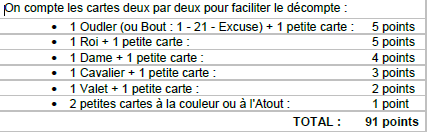 On compte les cartes deux par deux pour faciliter le décompte :
• 1 Oudler (ou Bout : 1 - 21 - Excuse) + 1 petite carte : 5 points
• 1 Roi + 1 petite carte : 5 points
• 1 Dame + 1 petite carte : 4 points
• 1 Cavalier + 1 petite carte : 3 points
• 1 Valet + 1 petite carte : 2 points
• 2 petites cartes à la couleur ou à l'Atout : 1 point
TOTAL : 91 points